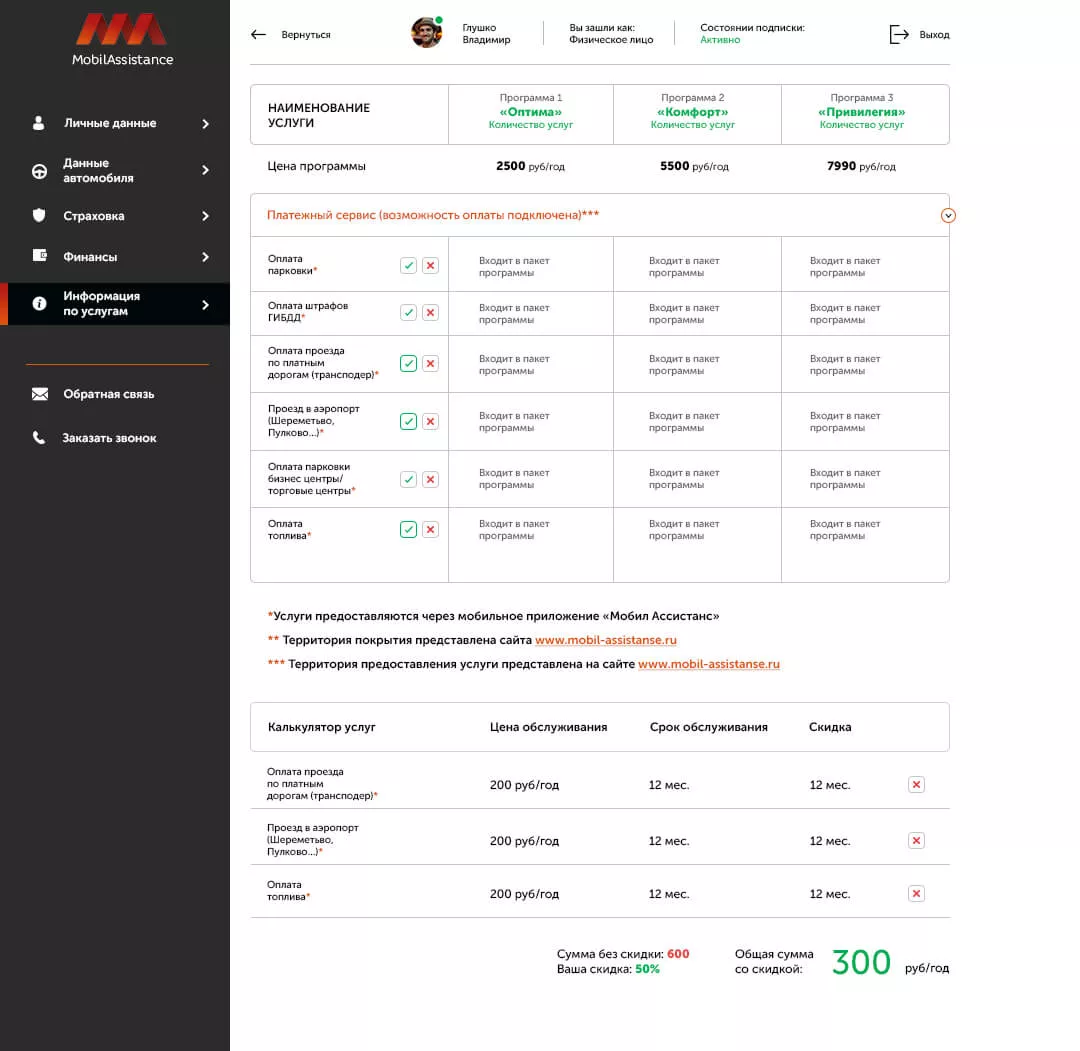 MobilAssistance
Личные данные
Данные
автомобиля
Страховка
Финансы
Информация
по услугам
Обратная связь
Заказать звонок
Вернуться
Глушко
Владимир
Вы зашли как:
Физическое лицо
Состоянии подписки:
Активно
Выход
НАИМЕНОВАНИЕ
УСЛУГИ
Программа 1
«Оптима»
Количество услуг
Программа 2
«Комфорт»
Количество услуг
Программа 3
«Привилегия»
Количество услуг
Цена программы
2500 руб/год
5500 руб/год
7990 руб/год
Платежный сервис (возможность оплаты подключена)***
Оплата
парковки*
Входит в пакет
программы
Входит в пакет
программы
Входит в пакет
программы
Оплата штрафов
ГИБДД*
Входит в пакет
программы
Входит в пакет
программы
Входит в пакет
программы
Оплата проезда
по платным
дорогам (трансподер)*
Входит в пакет
программы
Входит в пакет
программы
Входит в пакет
программы
Проезд в аэропорт
(Шереметьво,
Пулково...)*
Входит в пакет
программы
Входит в пакет
программы
Входит в пакет
программы
Оплата парковки
бизнес центры/
торговые центры*
Входит в пакет
программы
Входит в пакет
программы
Входит в пакет
программы
Оплата
топлива*
Входит в пакет
программы
Входит в пакет
программы
Входит в пакет
программы
*Услуги предоставляются через мобильное приложение «Мобил Ассистанс»
** Территория покрытия представлена сайта www.mobil-assistanse.ru
*** Территория предоставления услуги представлена на сайте www.mobil-assistanse.ru
Калькулятор услуг
Цена обслуживания
Срок обслуживания
Скидка
Оплата проезда
по платным
дорогам (трансподер)*
200 руб/год
12 мес.
12 мес.
Проезд в аэропорт
(Шереметьво,
Пулково...)*
200 руб/год
12 мес.
12 мес.
Оплата
топлива*
200 руб/год
12 мес.
12 мес.
Сумма без скидки: 600
Ваша скидка: 50%
Общая сумма
со скидкой:
300 руб/год